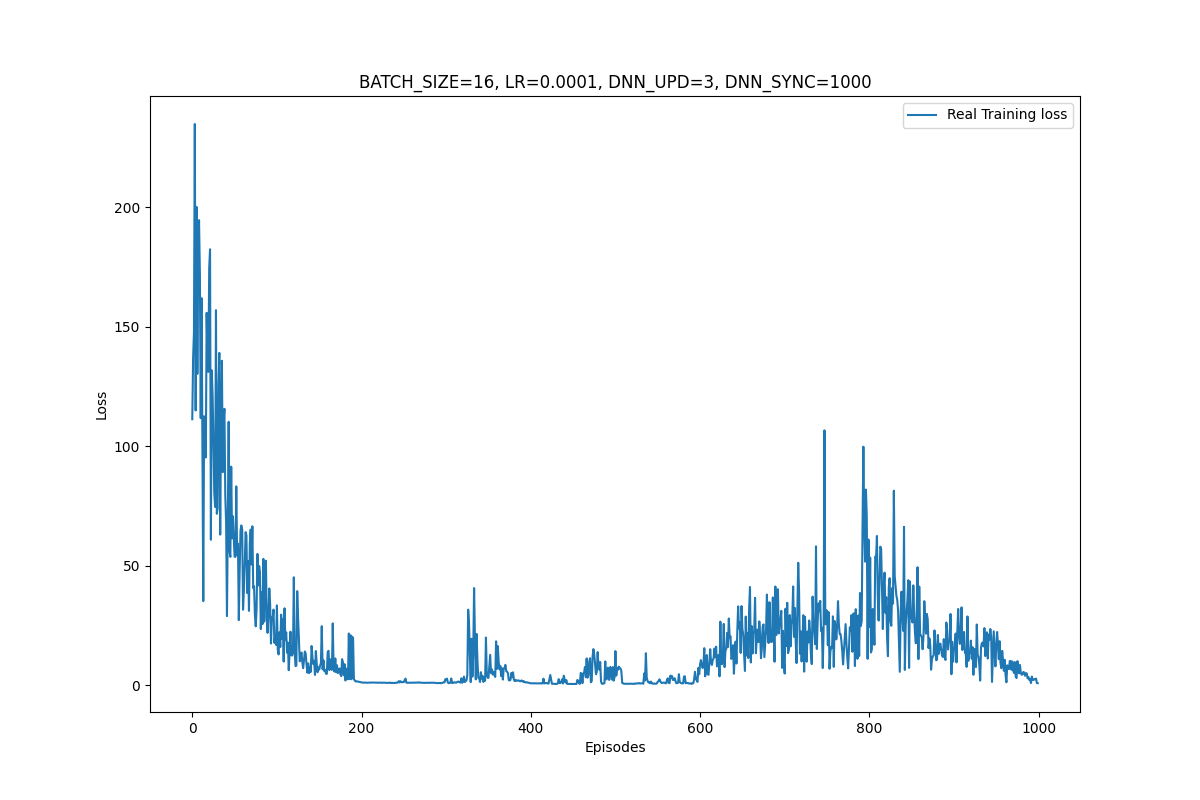 BATCH_SIZE=16, LR=0.0001, DNN_UPD=3, DNN_SYNC=1000
Real Training loss
Loss
200
150
100
50
0
0 200 400 600 800 1000
Episodes